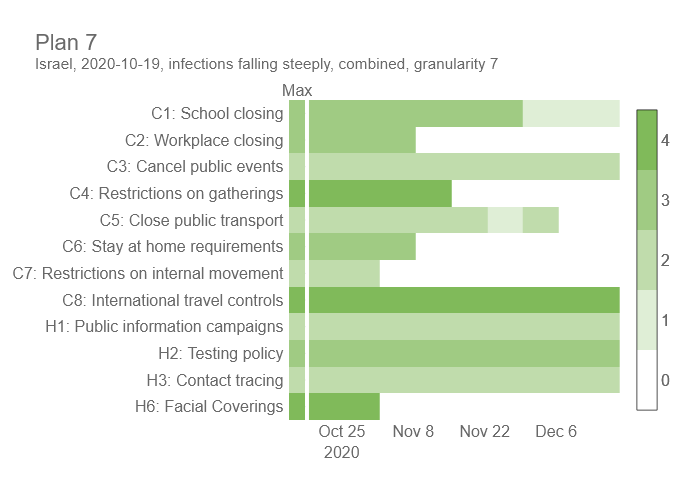 Plan 7
Israel, 2020-10-19, infections falling steeply, combined, granularity 7
Max
C1: School closing
C2: Workplace closing
C3: Cancel public events
C4: Restrictions on gatherings
C5: Close public transport
C6: Stay at home requirements
C7: Restrictions on internal movement
C8: International travel controls
H1: Public information campaigns
H2: Testing policy
H3: Contact tracing
H6: Facial Coverings
Oct 25 Nov 8 Nov 22 Dec 6
2020
4
3
2
1
0